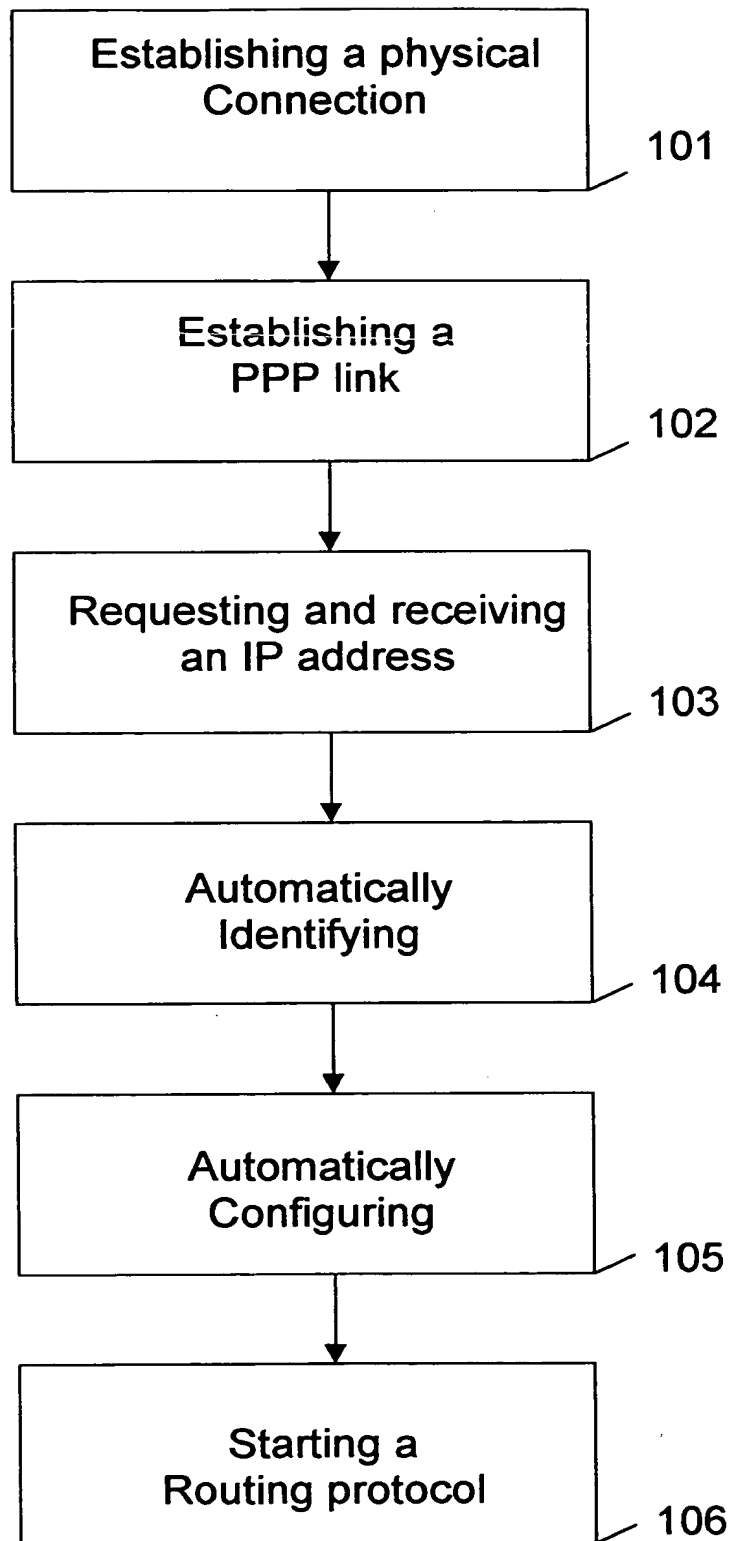 Establishing a physical
Connection
101
Establishing a
PPP link
102
Requesting and receiving
an IP address
103
Automatically
Identifying
104
Automatically
Configuring
105
Starting a
Routing protocol
106